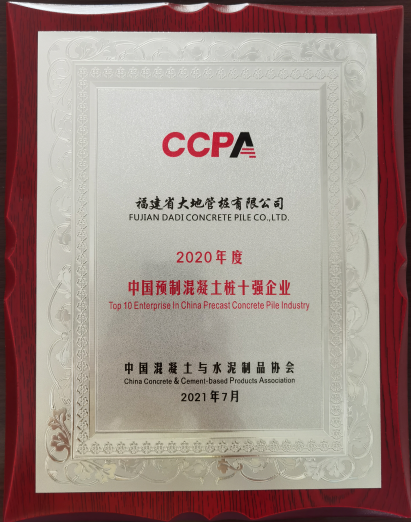 CCPA
福建省大地管桩有限公司
FUJIAN DADI CONCRETE PILE CO.,LTD.
2020年度
中国预制混凝土桩十强企业
Top 10 Enterprise In China Precast Concrete Pile Industry
中国混凝土与水泥制品协会
China Concrete & Cement-based Products Association
2021年7月